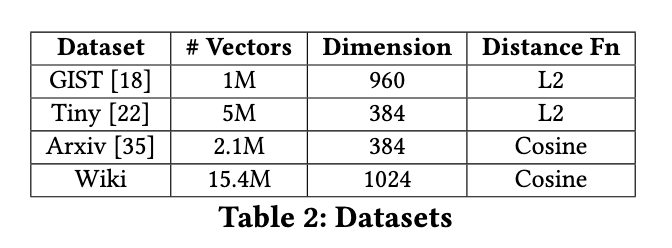 Dataset # Vectors Dimension Distance Fn
GIST [18] 1M 960 L2
Tiny [22] 5M 384 L2
Arxiv [35] 2.1M 384 Cosine
Wiki 15.4M 1024 Cosine
Table 2: Datasets